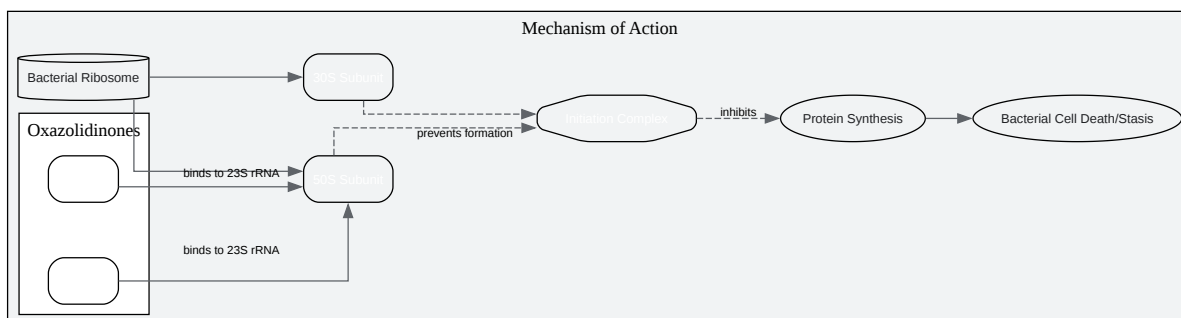 Mechanism of Action
Bacterial Ribosome
30S Subunit
Oxazolidinones
Initiation Complex
inhibits
Protein Synthesis
Bacterial Cell Death/Stasis
prevents formation
binds to 23S rRNA
50S Subunit
binds to 23S rRNA